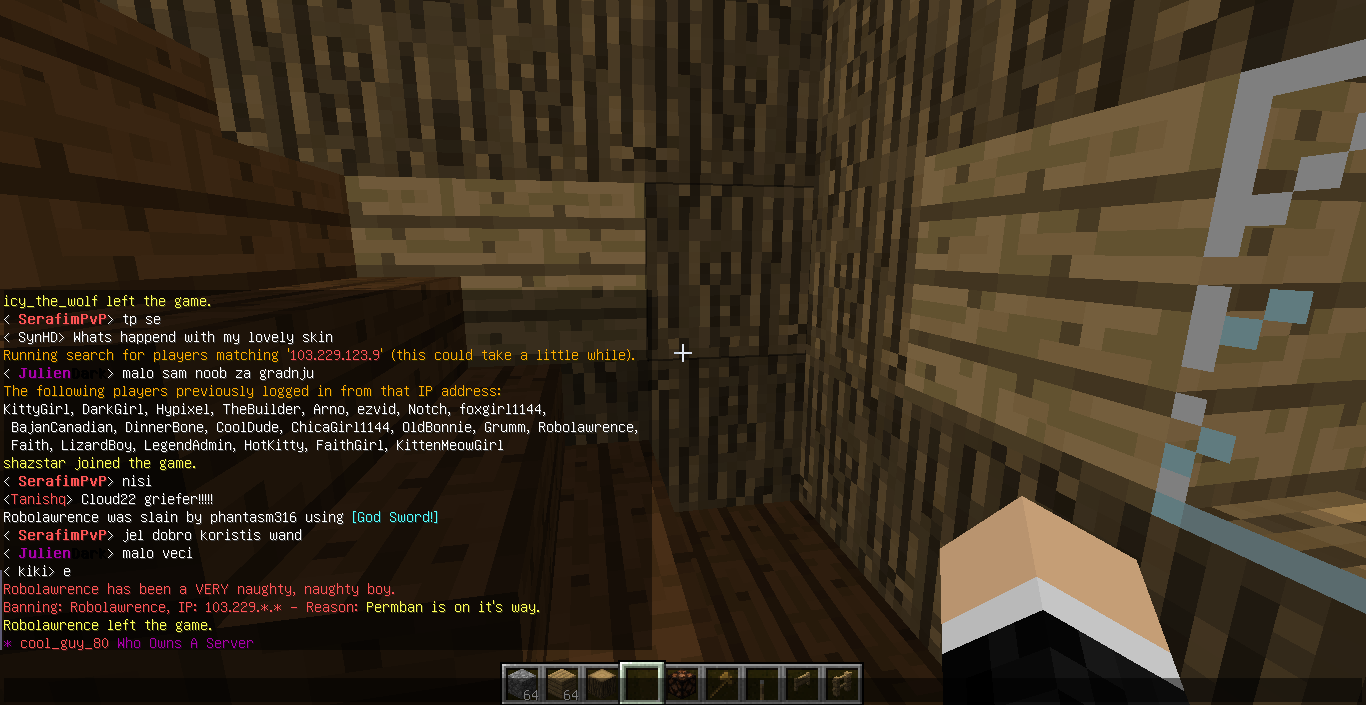 icy_the_wolf left the game.
< SerafimPvP> tp se
< SynHD> Whats happend with my lovely skin
Running search for players matching '103.229.123.9' (this could take a little while).
< Julien > malo sam noob za gradnju
The following players previously logged in from that IP address:
KittyGirl, DarkGirl, Hypixel, TheBuilder, Arno, ezvid, Notch, foxgirl1144,
BajanCanadian, DinnerBone, CoolDude, ChicaGirl1144, OldBonnie, Grumm, Robolawrence,
Faith, LizardBoy, LegendAdmin, HotKitty, FaithGirl, KittenMeowGirl
shazstar joined the game.
< SerafimPvP> nisi
<Tanishq> Cloud22 griefer!!!!!
Robolawrence was slain by phantasm316 using [God Sword!]
< SerafimPvP> jel dobro koristis wand
< Julien > malo veci
< kiki> e
Robolawrence has been a VERY naughty, naughty boy.
Banning: Robolawrence, IP: 103.229.*.* - Reason: Permban is on it's way.
Robolawrence left the game.
* cool_guy_80 Who Owns A Server
64
64